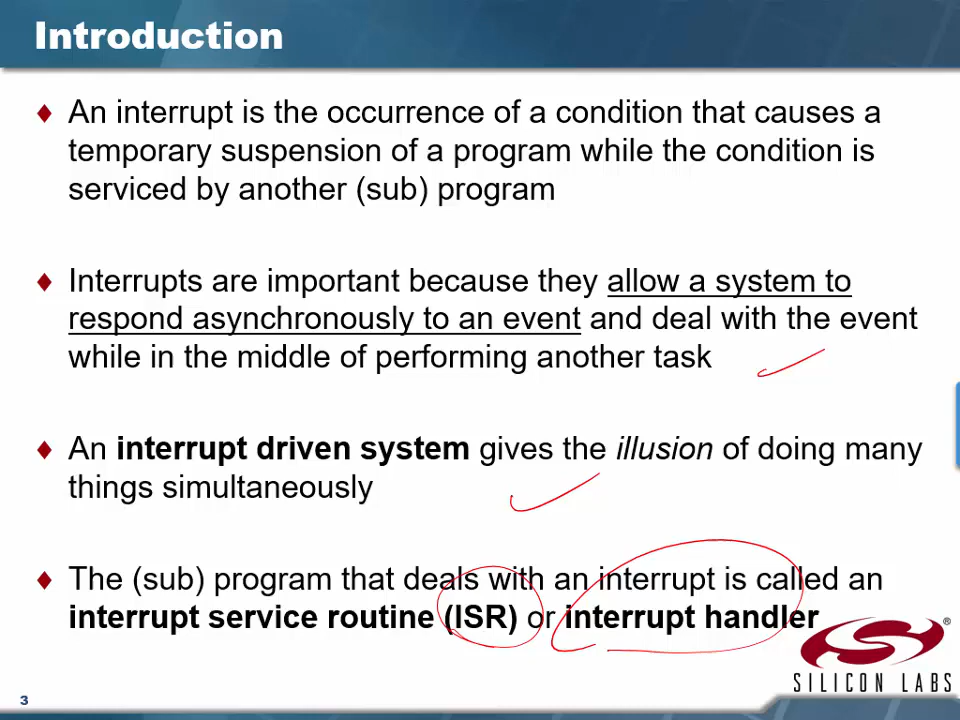 Introduction
♦ An interrupt is the occurrence of a condition that causes a
temporary suspension of a program while the condition is
serviced by another (sub) program
♦ Interrupts are important because they allow a system to
respond asynchronously to an event and deal with the event
while in the middle of performing another task
♦ An interrupt driven system gives the illusion of doing many
things simultaneously
♦ The (sub) program that deals with an interrupt is called an
interrupt service routine (ISR) or interrupt handler
®
SILICON LABS
3